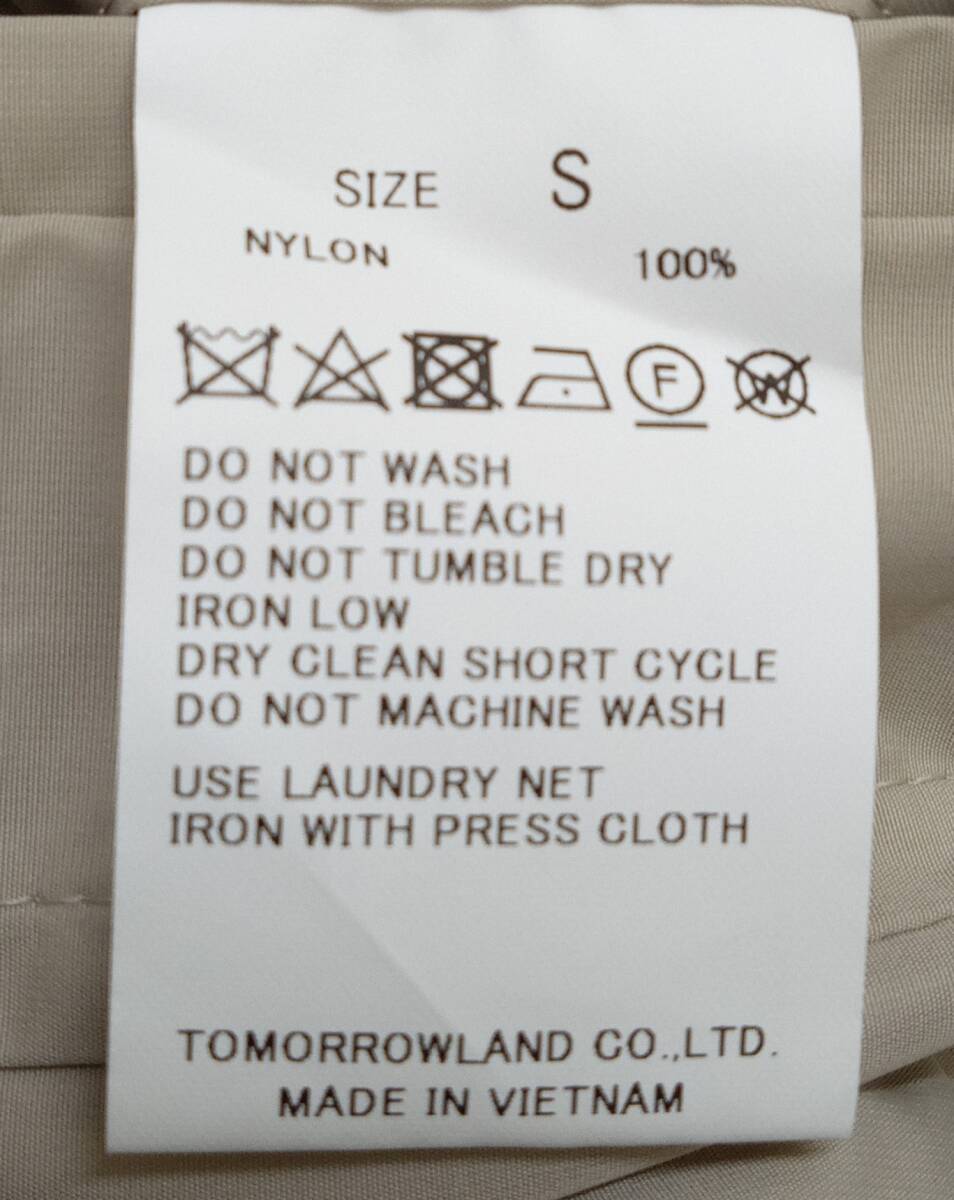 SIZE S
NYLON 100%
F W
DO NOT WASH
DO NOT BLEACH
DO NOT TUMBLE DRY
IRON LOW
DRY CLEAN SHORT CYCLE
DO NOT MACHINE WASH
USE LAUNDRY NET
IRON WITH PRESS CLOTH
TOMORROWLAND CO.,LTD.
MADE IN VIETNAM